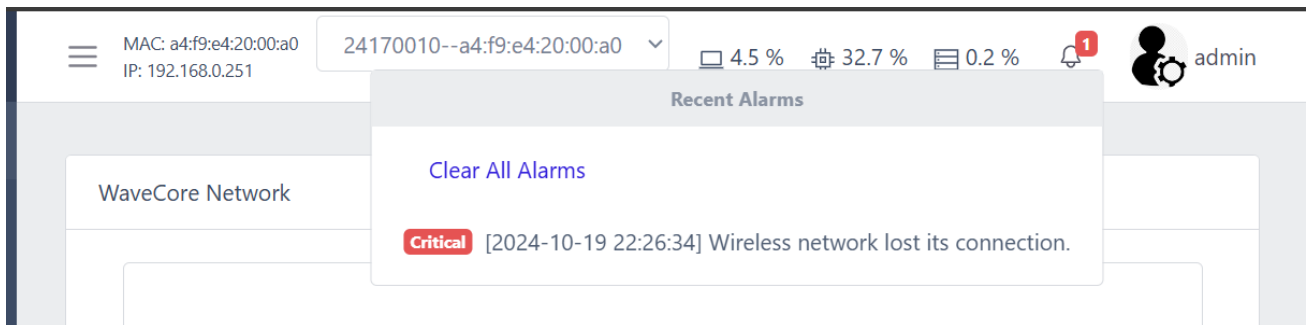 MAC: a4:f9:e4:20:00:a0
IP: 192.168.0.251
24170010--a4:f9:e4:20:00:a0
4.5 %
32.7 %
0.2 %
1
admin
Recent Alarms
Clear All Alarms
WaveCore Network
Critical [2024-10-19 22:26:34] Wireless network lost its connection.